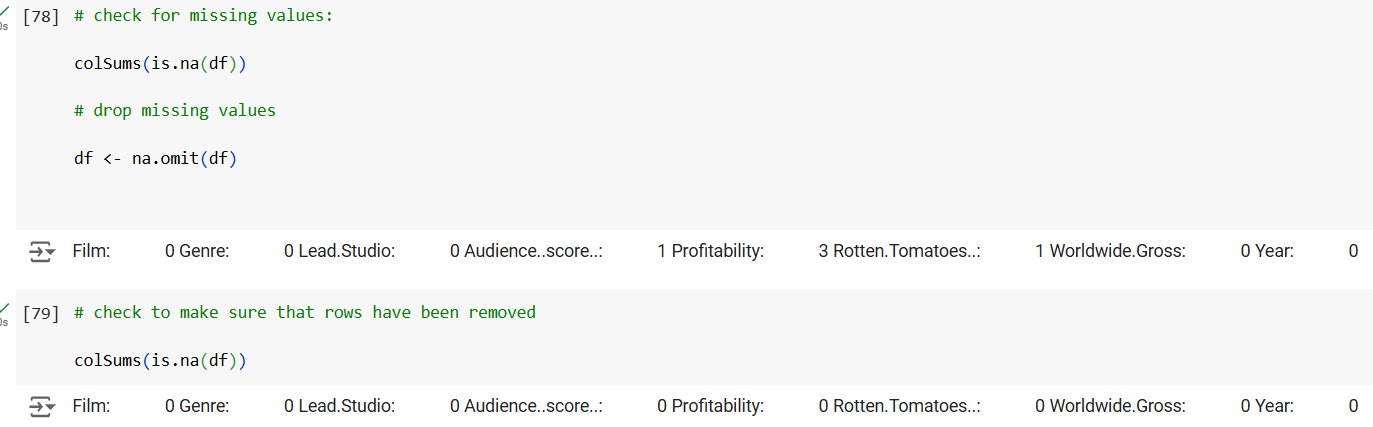 [78] # check for missing values:
colSums(is.na(df))
# drop missing values
df <- na.omit(df)
Film: 0 Genre: 0 Lead.Studio: 0 Audience..score..: 1 Profitability: 3 Rotten.Tomatoes..: 1 Worldwide.Gross: 0 Year: 0
[79] # check to make sure that rows have been removed
colSums(is.na(df))
Film: 0 Genre: 0 Lead.Studio: 0 Audience..score..: 0 Profitability: 0 Rotten.Tomatoes..: 0 Worldwide.Gross: 0 Year: 0